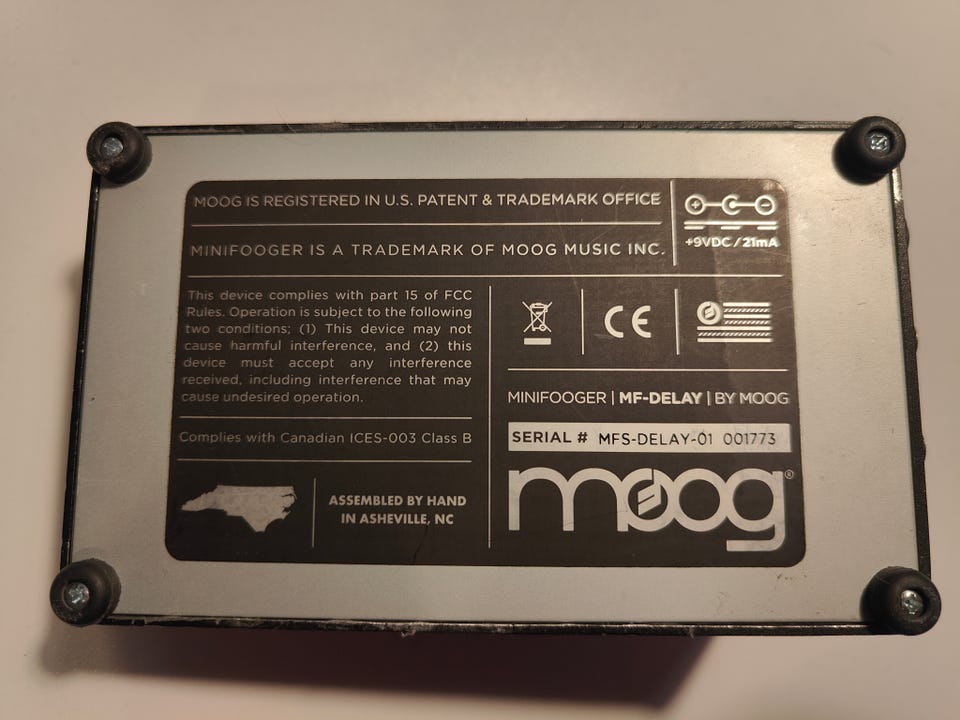 MOOG IS REGISTERED IN U.S. PATENT & TRADEMARK OFFICE
MINIFOOGER IS A TRADEMARK OF MOOG MUSIC INC.
+9VDC / 21mA
This device complies with part 15 of FCC
Rules. Operation is subject to the following
two conditions; (1) This device may not
cause harmful interference, and (2) this
device must accept any interference
received, including interference that may
cause undesired operation.
Complies with Canadian ICES-003 Class B
ASSEMBLED BY HAND
IN ASHEVILLE, NC
CE
MINIFOOGER | MF-DELAY | BY MOOG
SERIAL # MFS-DELAY-01 001773
moog®